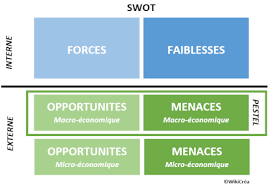 SWOT
INTERNE
FORCES
FAIBLESSES
EXTERNE
OPPORTUNITES
Macro-économique
MENACES
Macro-économique
PESTEL
OPPORTUNITES
Micro-économique
MENACES
Micro-économique
©WikiCréa